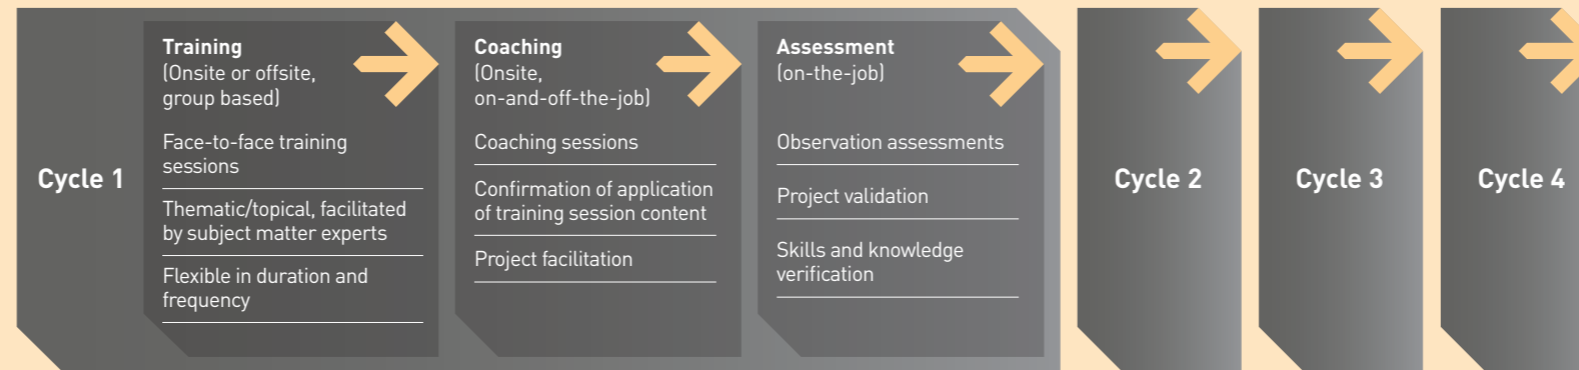 Cycle 1
Training
(Onsite or offsite,
group based)
Face-to-face training
sessions
Thematic/topical, facilitated
by subject matter experts
Flexible in duration and
frequency
Coaching
(Onsite,
on-and-off-the-job)
Coaching sessions
Confirmation of application
of training session content
Project facilitation
Assessment
(on-the-job)
Observation assessments
Project validation
Skills and knowledge
verification
Cycle 2
Cycle 3
Cycle 4